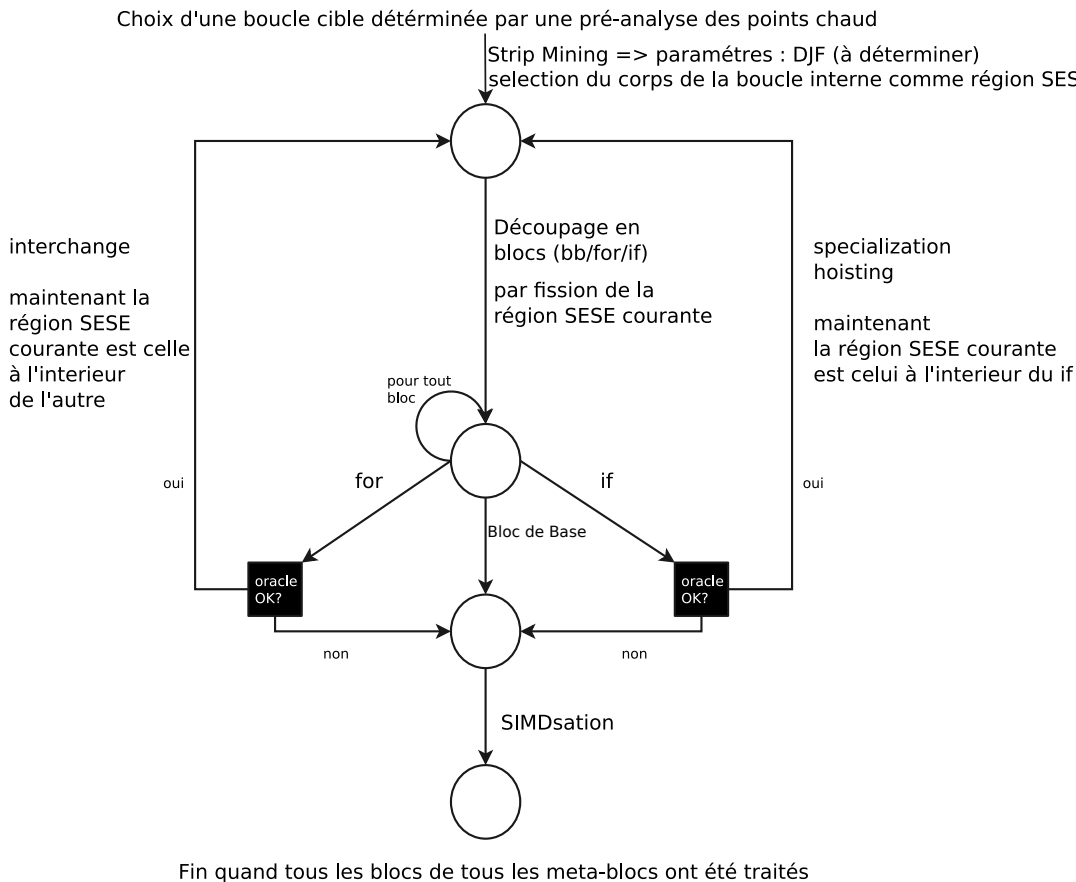 Choix d'une boucle cible détérminée par une pré-analyse des points chaud
Strip Mining => paramétres : DJF (à déterminer)
selection du corps de la boucle interne comme région SES
Découpage en
blocs (bb/for/if)
par fission de la
région SESE courante
interchange
maintenant la
région SESE
courante est celle
à l'interieur
de l'autre
specialization
hoisting
maintenant
la région SESE courante
est celui à l'interieur du if
pour tout
bloc
for
if
oui
oui
Bloc de Base
oracle
OK?
oracle
OK?
non
non
SIMDsation
Fin quand tous les blocs de tous les meta-blocs ont été traités